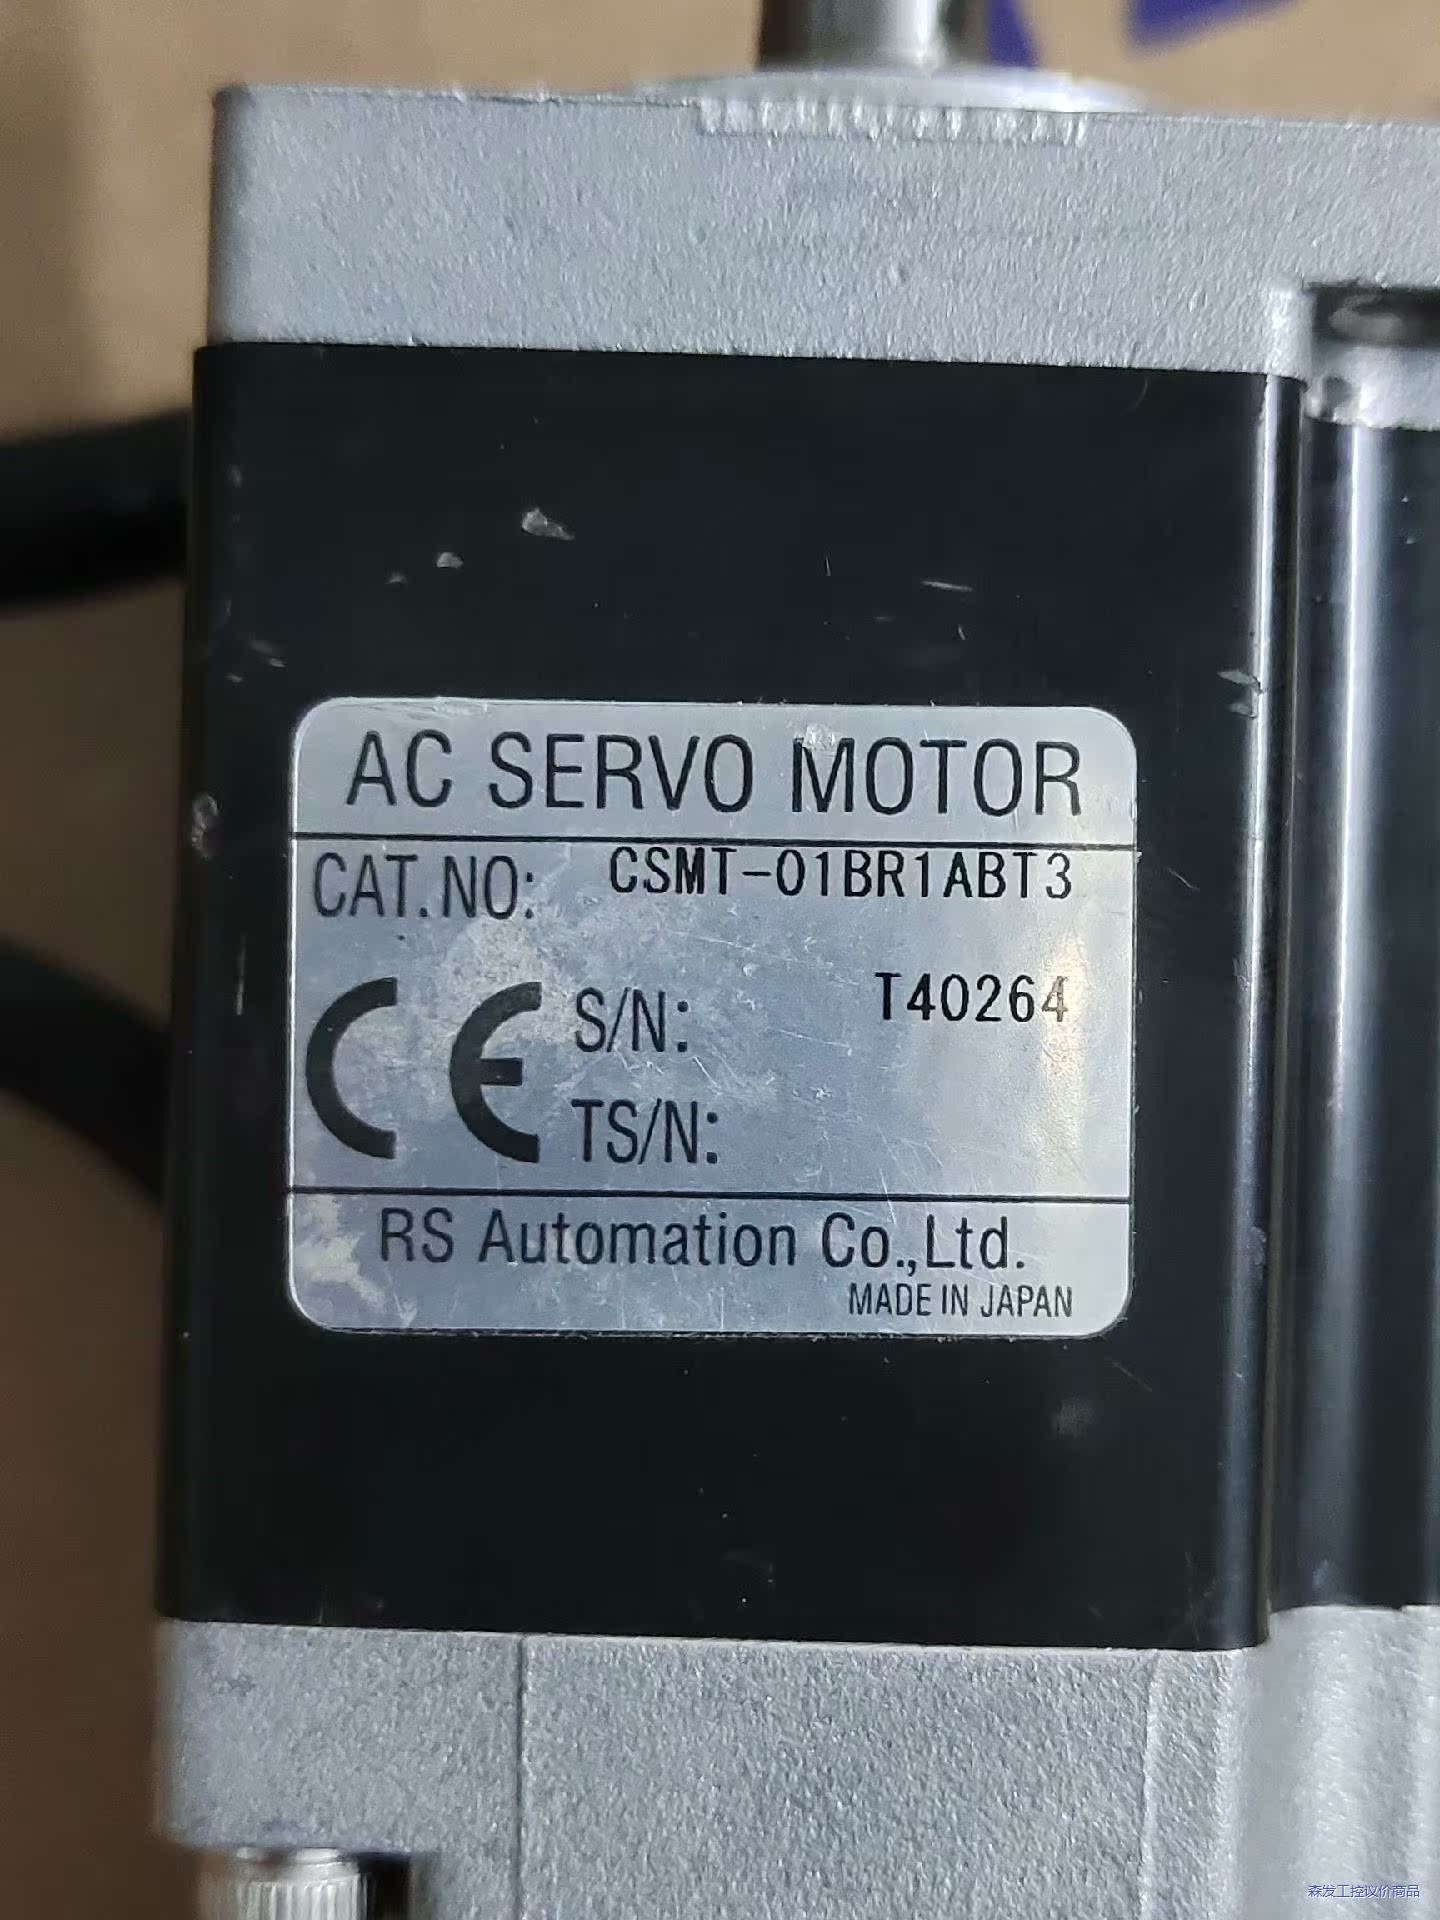 AC SERVO MOTOR
CAT.NO: CSMT-01BR1ABT3
CE S/N: T40264
TS/N:
RS Automation Co.,Ltd.
MADE IN JAPAN
森发工控议价商品